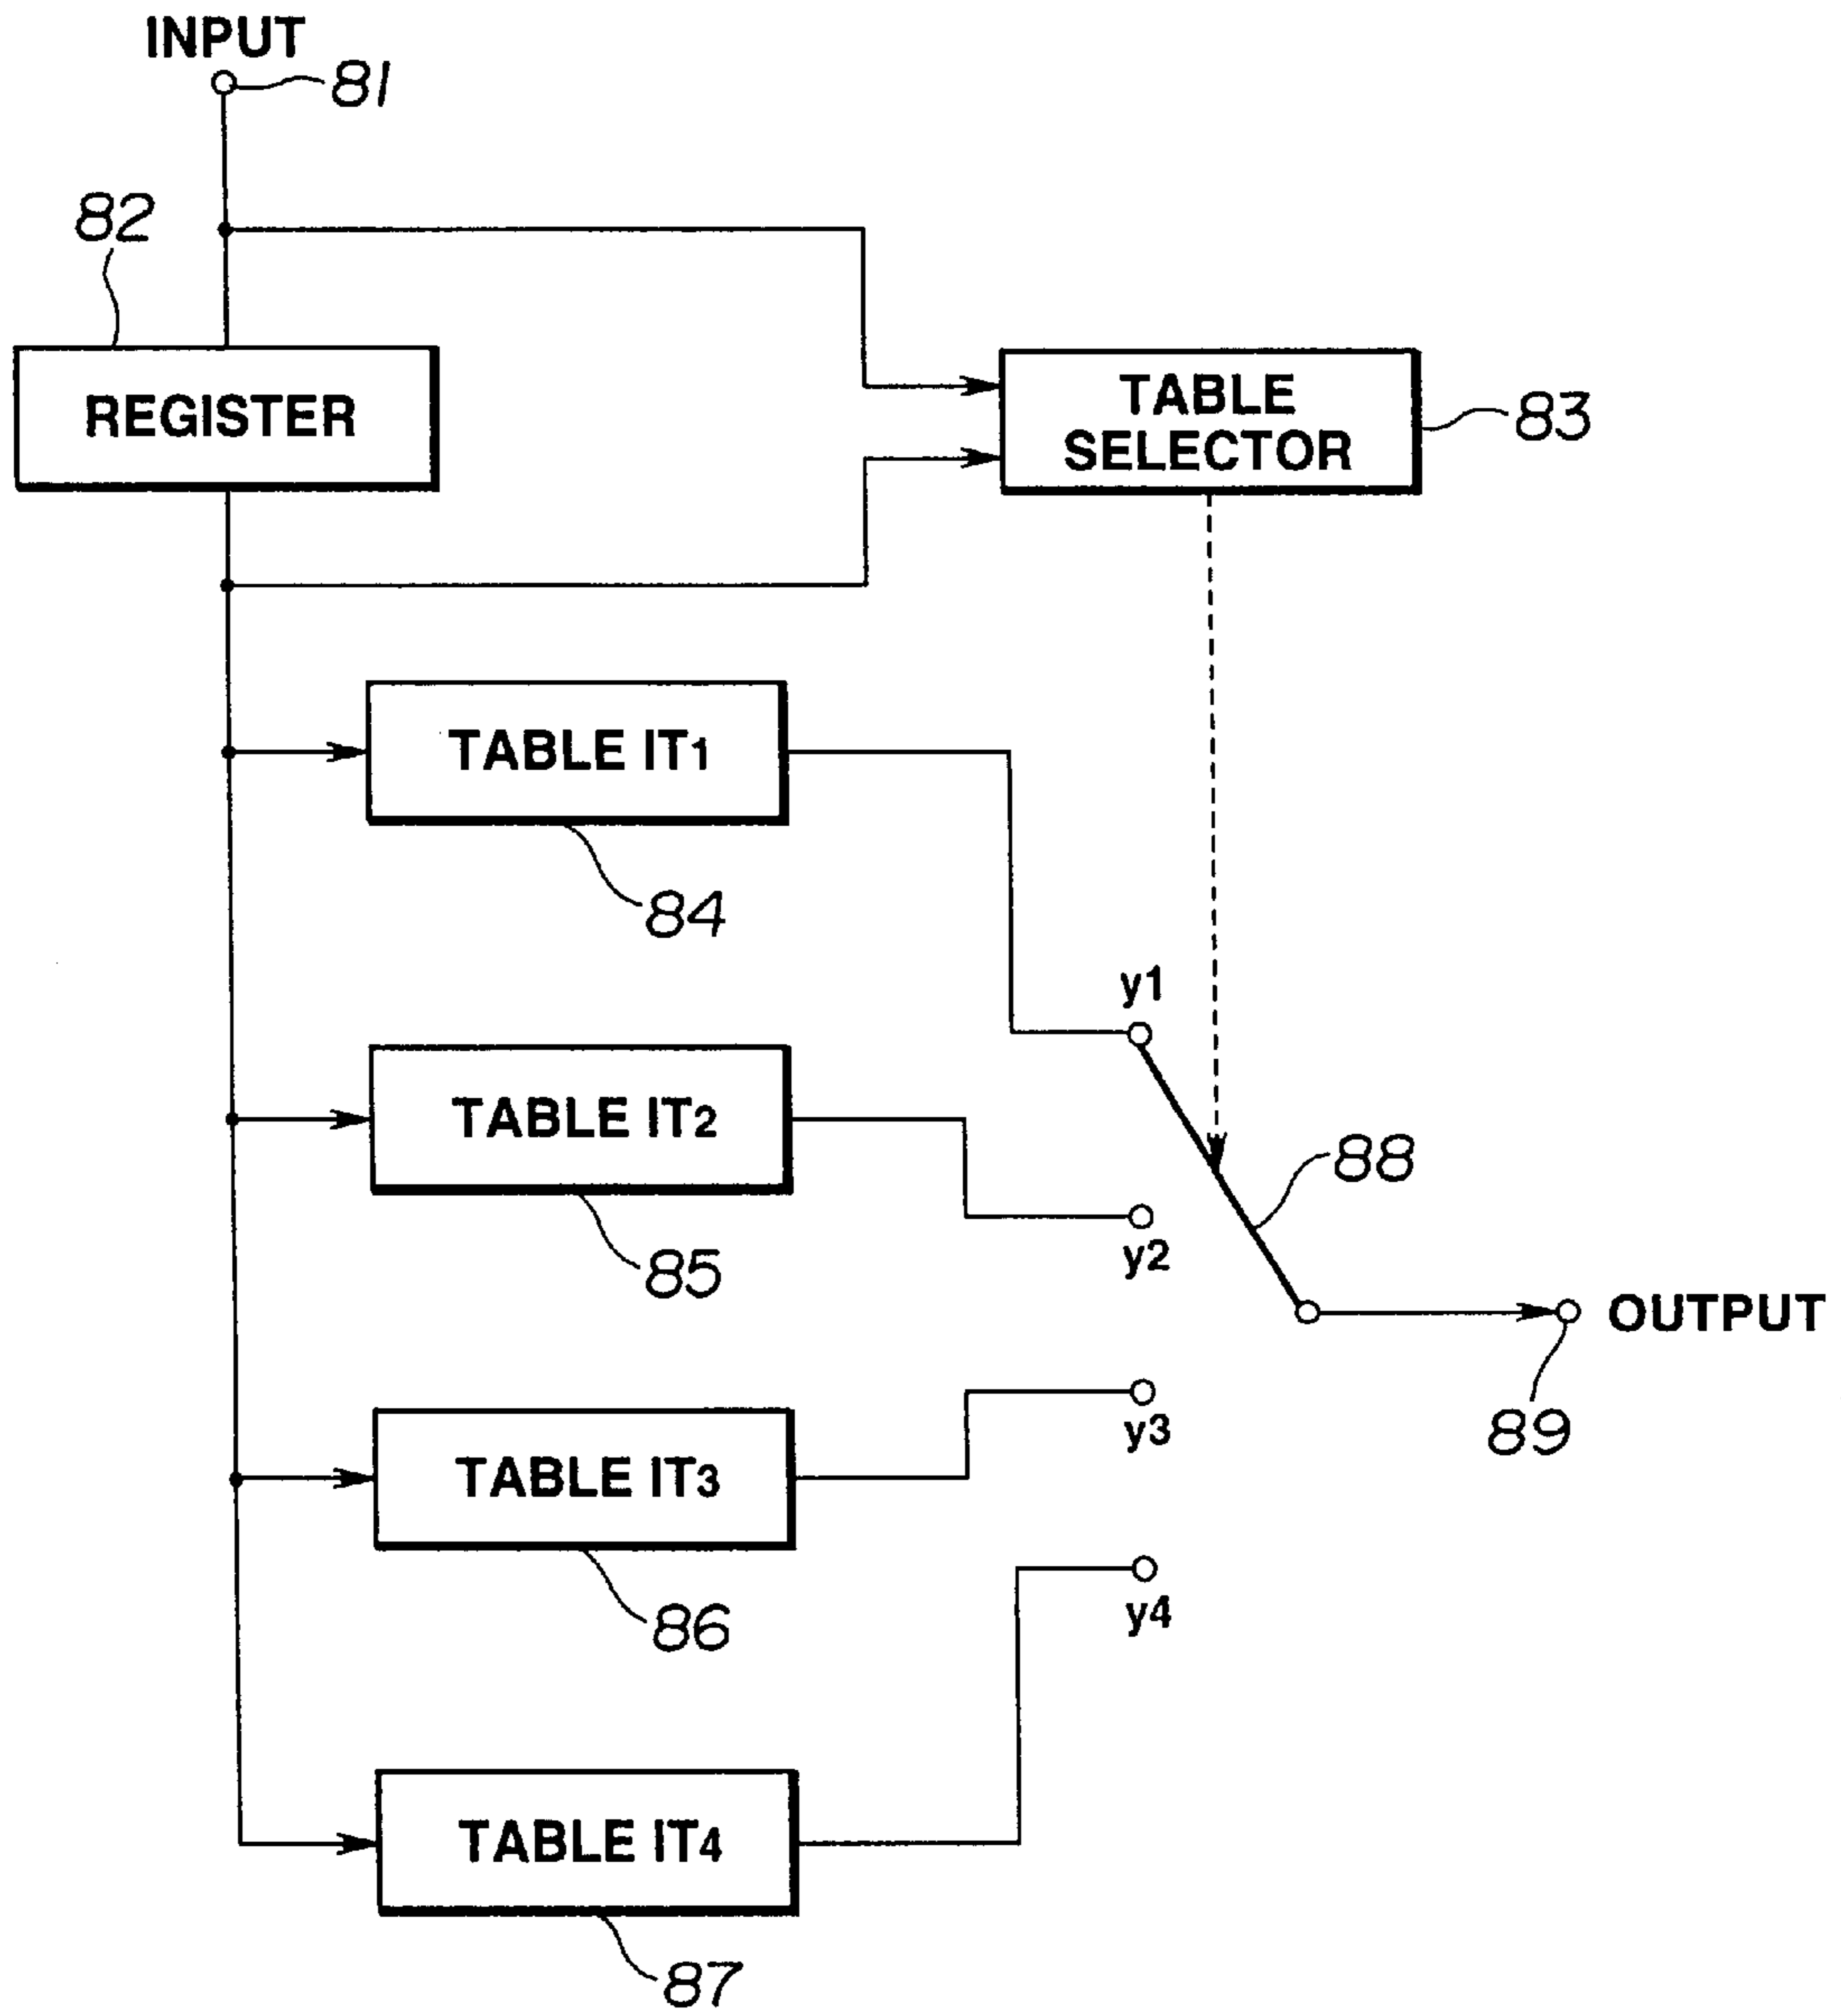 INPUT
81
82
REGISTER
TABLE
SELECTOR
83
TABLE IT1
84
y1
TABLE IT2
88
85
y2
OUTPUT
TABLE IT3
y3
89
86
y4
TABLE IT4
87